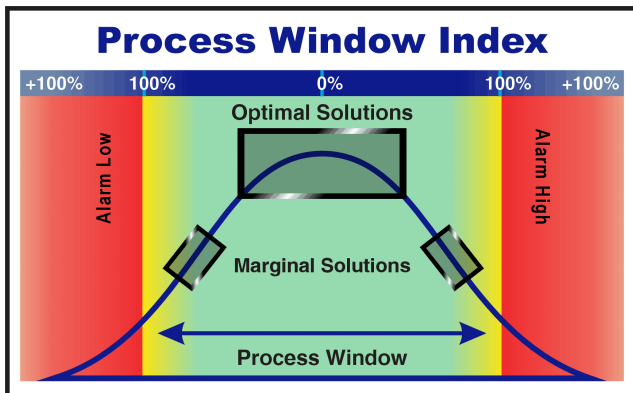 Process Window Index
+100% 100% 0% 100% +100%
Optimal Solutions
Alarm Low
Alarm High
Marginal Solutions
Process Window